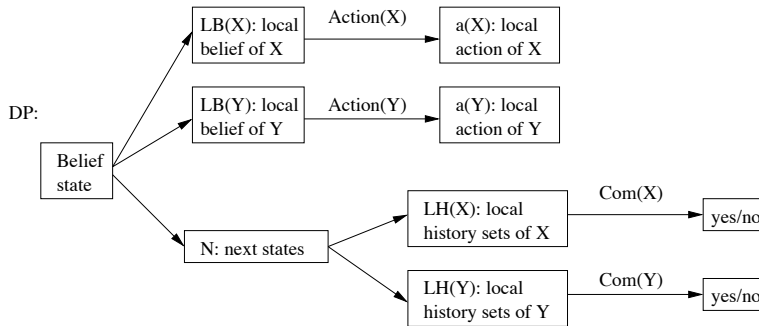 LB(X): local
belief of X
Action(X)
a(X): local
action of X
DP:
LB(Y): local
belief of Y
Action(Y)
a(Y): local
action of Y
Belief
state
N: next states
LH(X): local
history sets of X
Com(X)
yes/no
LH(Y): local
history sets of Y
Com(Y)
yes/no